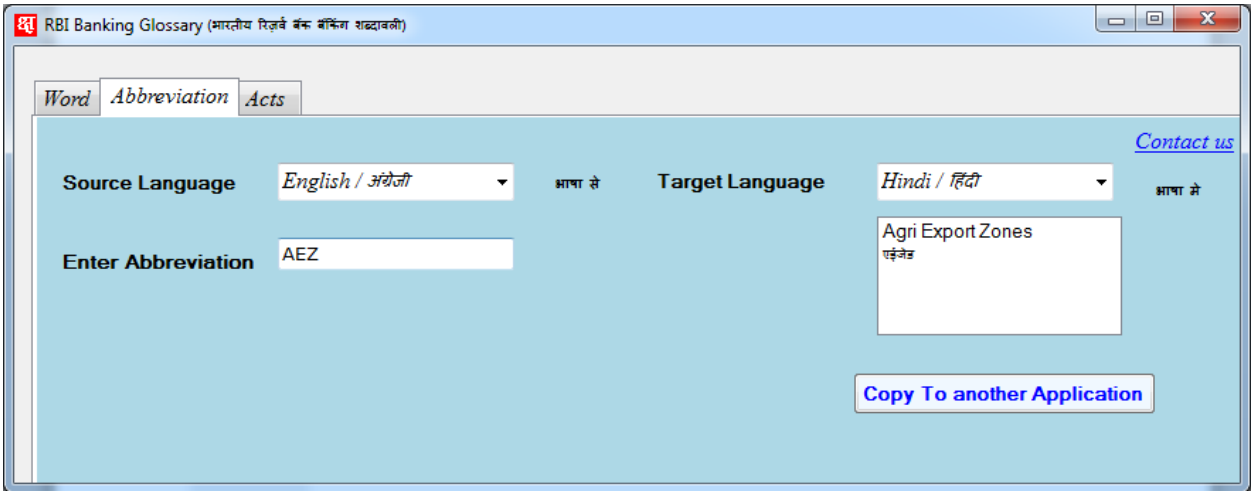 क्ष RBI Banking Glossary (भारतीय रिज़र्व बैंक बैंकिंग शब्दावली)
Word Abbreviation Acts
Contact us
Source Language English / अंग्रेजी भाषा से Target Language Hindi / हिंदी भाषा मे
Enter Abbreviation AEZ
Agri Export Zones
एईजेड
Copy To another Application